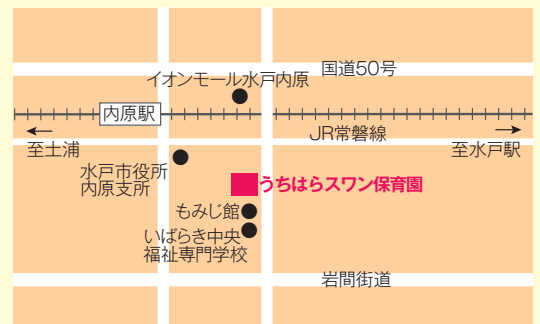 国道50号
イオンモール水戸内原
内原駅
JR常磐線
至土浦
至水戸駅
水戸市役所
内原支所
うちはらスワン保育園
もみじ館
いばらき中央
福祉専門学校
岩間街道